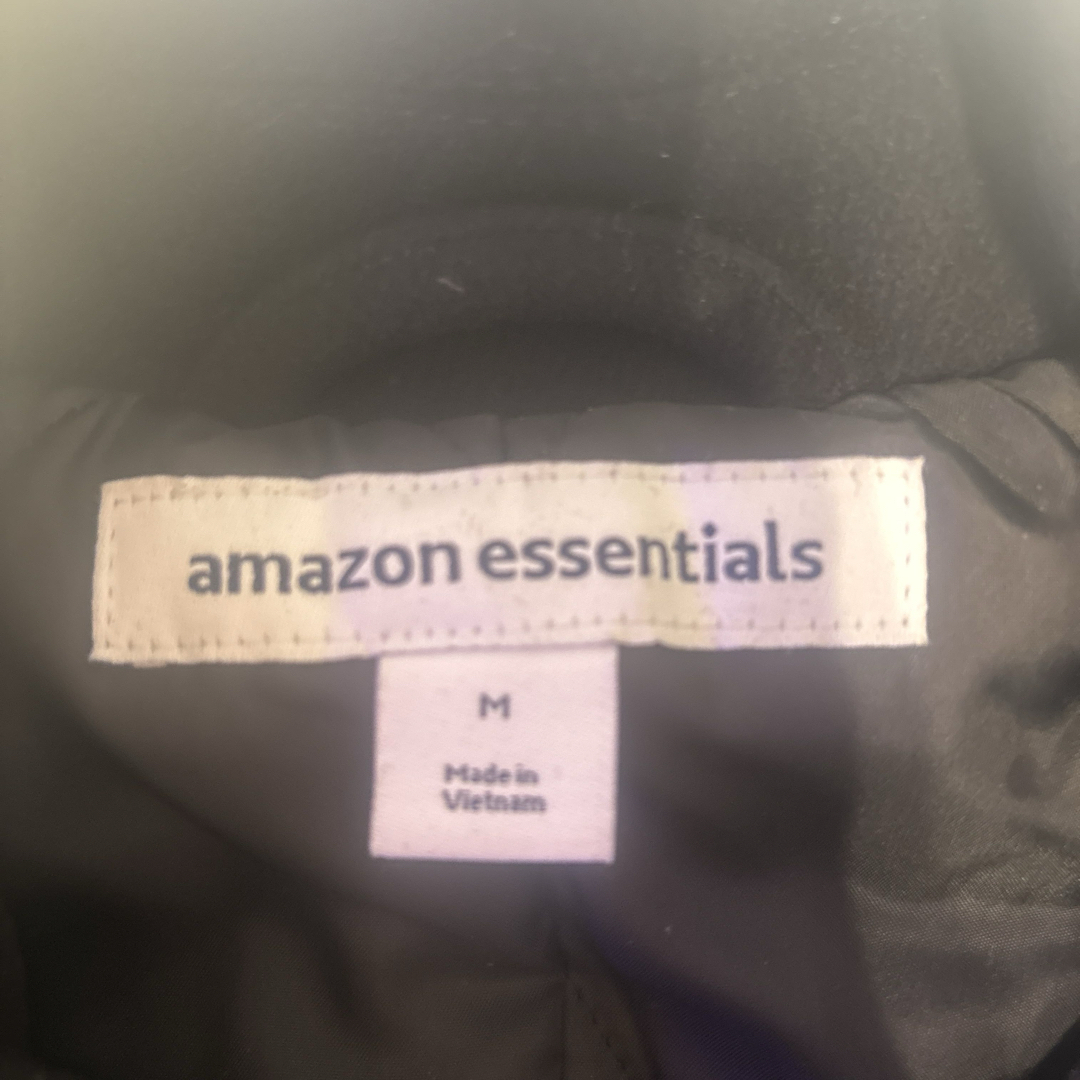 amazon essentials
M
Made in
Vietnam